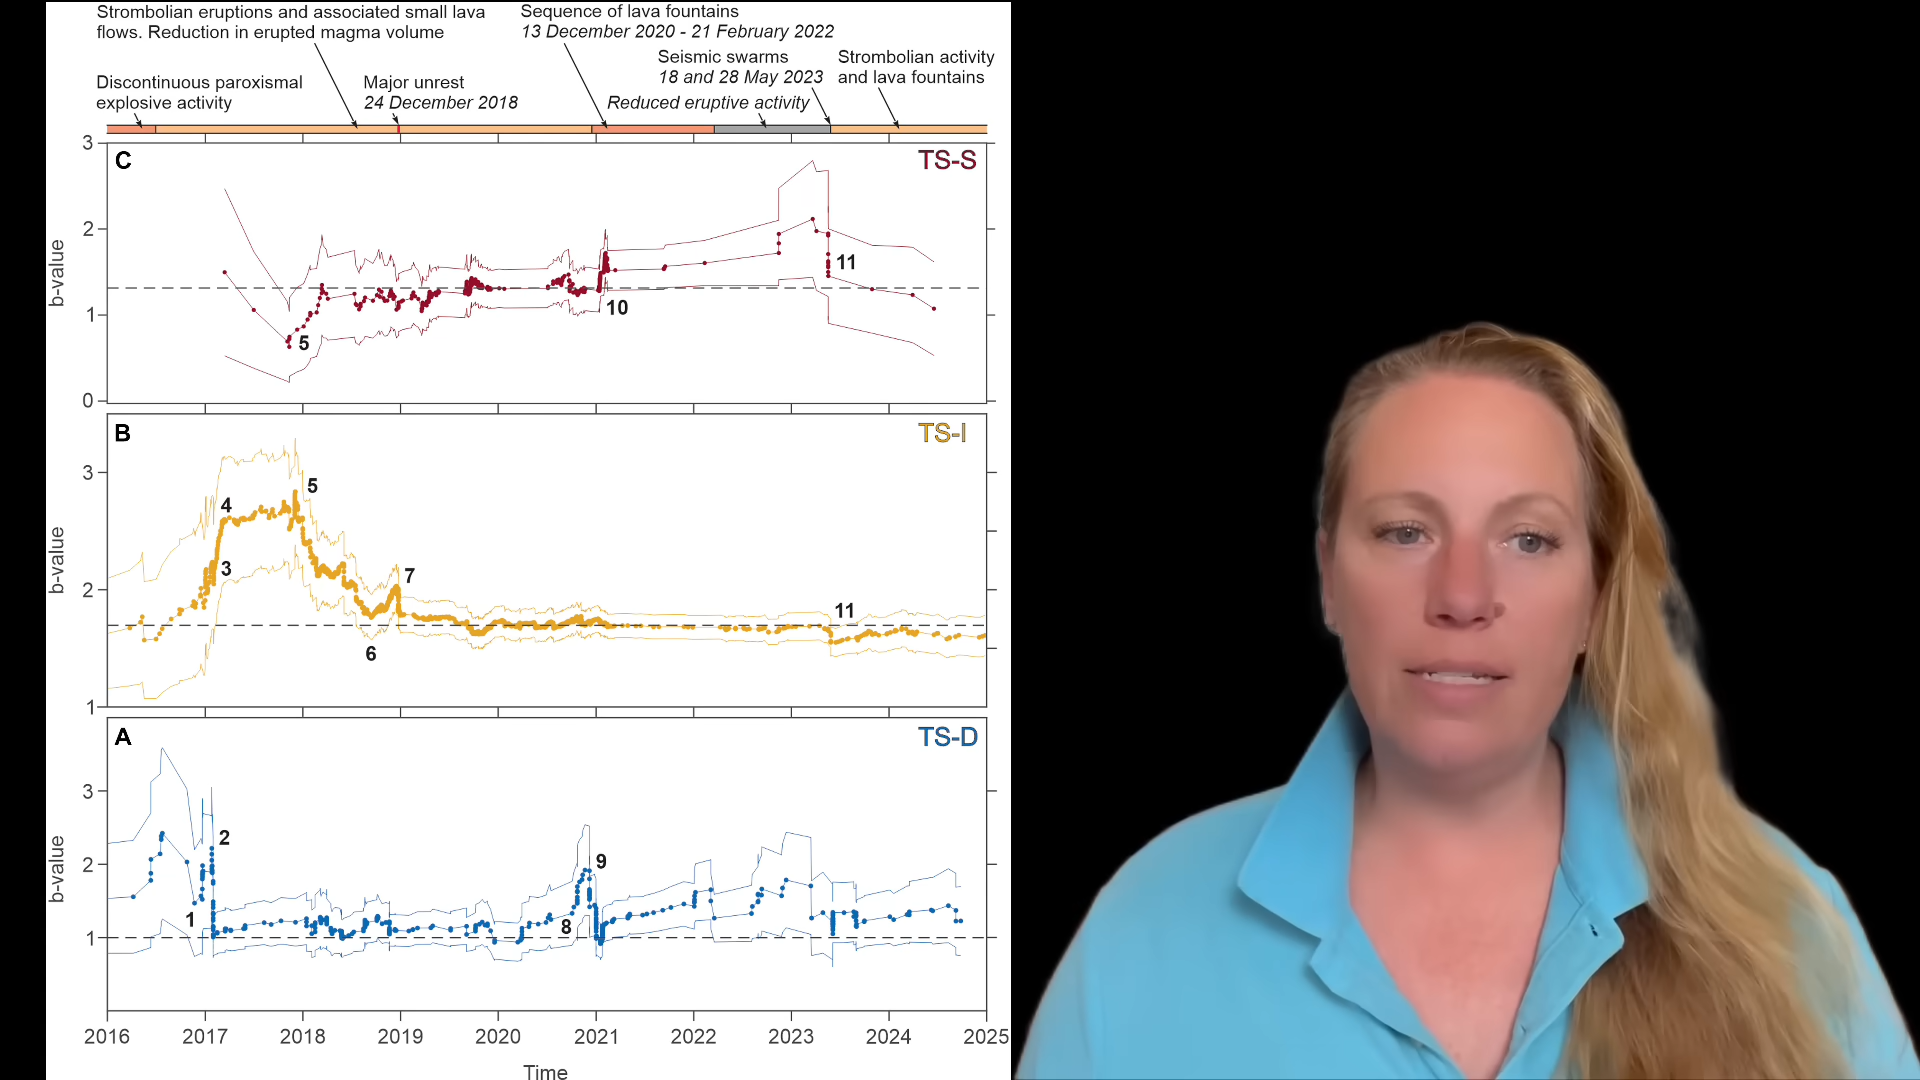 Strombolian eruptions and associated small lava
flows. Reduction in erupted magma volume
Sequence of lava fountains
13 December 2020 - 21 February 2022
Seismic swarms
18 and 28 May 2023
Strombolian activity
and lava fountains
Discontinuous paroxismal
explosive activity
Major unrest
24 December 2018
Reduced eruptive activity
C
TS-S
3
2
1
0
b-value
5
10
11
B
TS-I
3
2
1
b-value
3
4
5
6
7
11
A
TS-D
3
2
1
b-value
1
2
8
9
2016 2017 2018 2019 2020 2021 2022 2023 2024 2025
Time